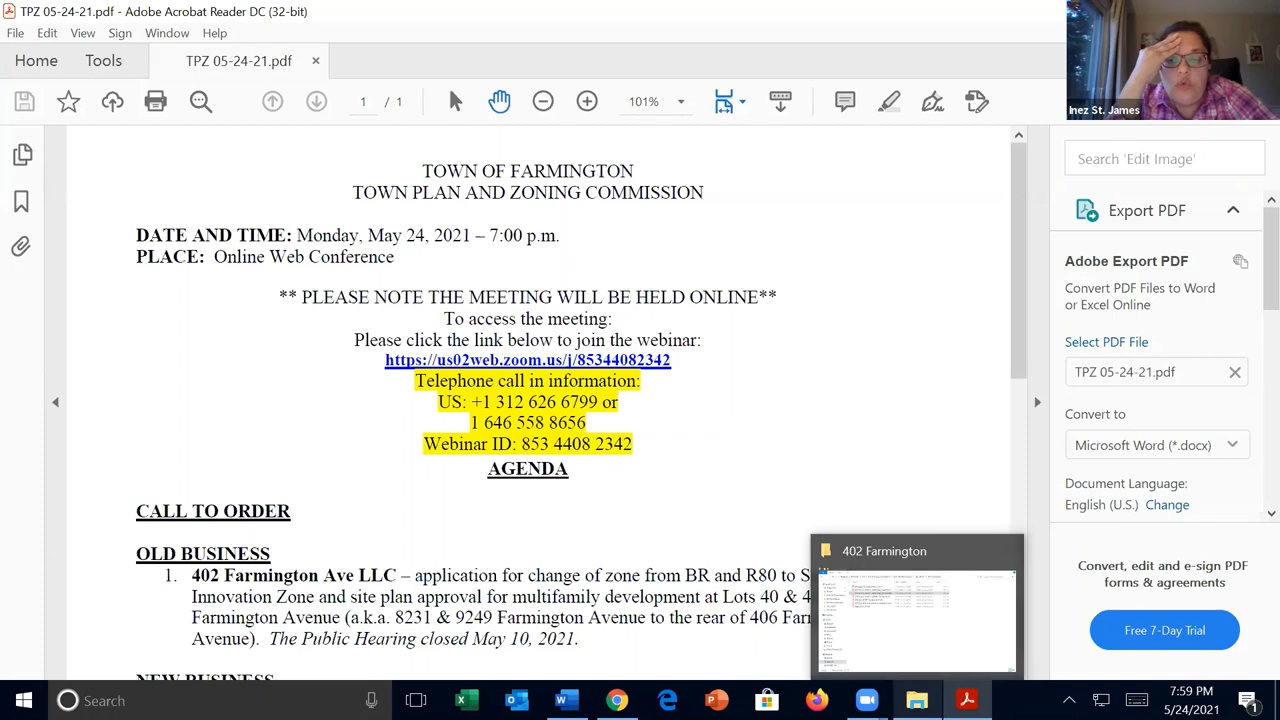 TPZ 05-24-21.pdf - Adobe Acrobat Reader DC (32-bit)
File Edit View Sign Window Help
Home Tools TPZ 05-24-21.pdf ×
1 / 1 101%
Inez St. James
TOWN OF FARMINGTON
TOWN PLAN AND ZONING COMMISSION
DATE AND TIME: Monday, May 24, 2021 – 7:00 p.m.
PLACE: Online Web Conference
** PLEASE NOTE THE MEETING WILL BE HELD ONLINE**
To access the meeting:
Please click the link below to join the webinar:
https://us02web.zoom.us/j/85344082342
Telephone call in information:
US: +1 312 626 6799 or
1 646 558 8656
Webinar ID: 853 4408 2342
AGENDA
CALL TO ORDER
OLD BUSINESS
1. 402 Farmington Ave LLC – application for change of zone from BR and R80 to S
Innovation Zone and site plan approval for multifamily development at Lots 40 & 4
Farmington Avenue (a.k.a. 8231 & 9249 Farmington Avenue to the rear of 406 Farm
Avenue). The Public Hearing closed May 10, 2021.
NEW BUSINESS
402 Farmington
Search 'Edit Image'
Export PDF
Adobe Export PDF
Convert PDF Files to Word
or Excel Online
Select PDF File
TPZ 05-24-21.pdf
Convert to
Microsoft Word (*.docx)
Document Language:
English (U.S.) Change
Convert, edit and e-sign PDF
forms & agreements
Free 7-Day Trial
Search
7:59 PM
5/24/2021
1